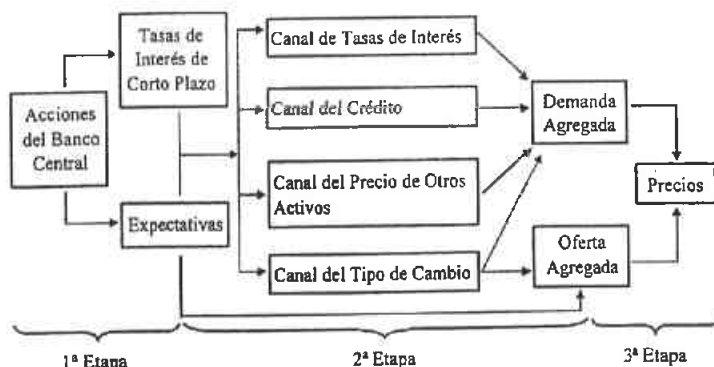 Acciones
del Banco
Central
Tasas de
Interés de
Corto Plazo
Expectativas
Canal de Tasas de Interés
Canal del Crédito
Canal del Precio de Otros
Activos
Canal del Tipo de Cambio
Demanda
Agregada
Oferta
Agregada
Precios
1ª Etapa
2ª Etapa
3ª Etapa